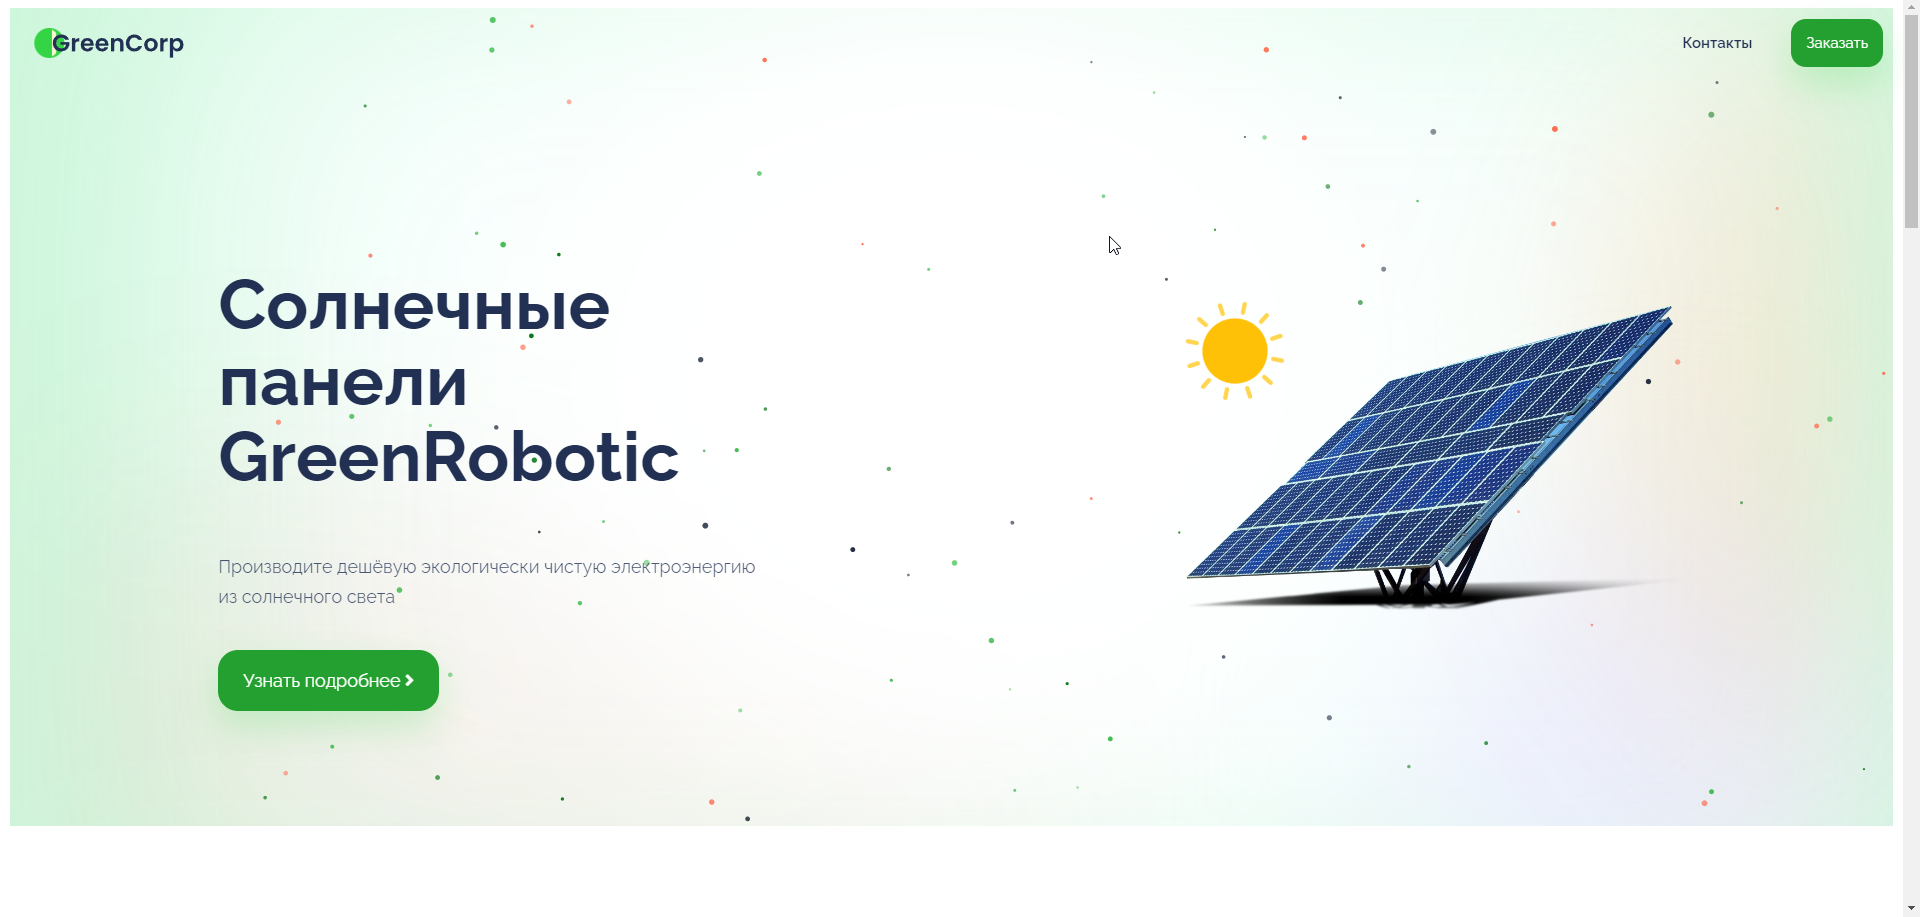 GreenCorp
Контакты
Заказать
Солнечные
панели
GreenRobotic
Производите дешёвую экологически чистую электроэнергию
из солнечного света
Узнать подробнее